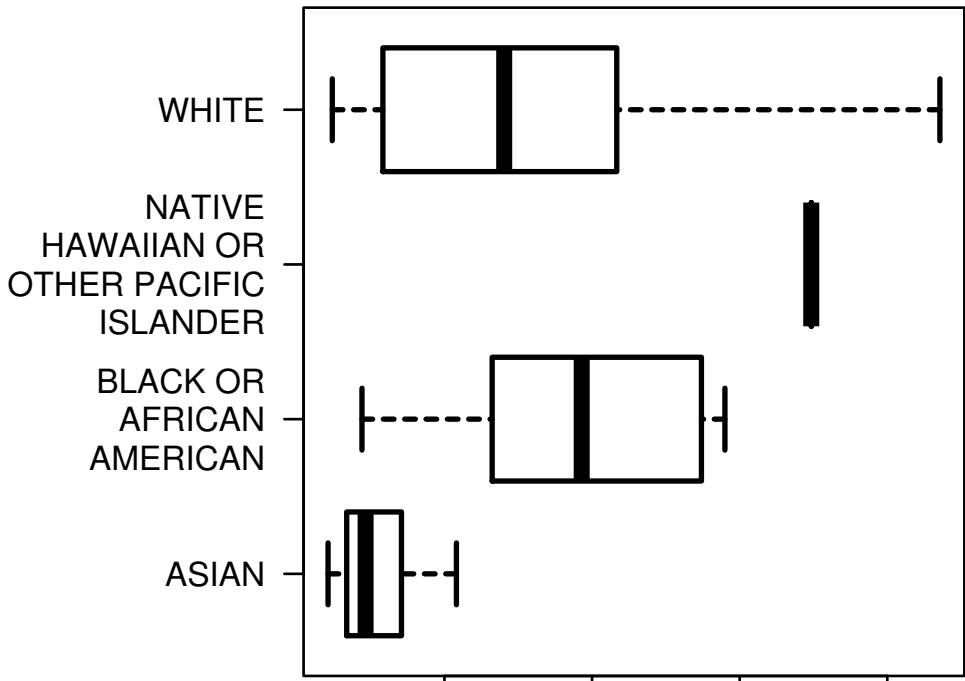 WHITE
NATIVE
HAWAIIAN OR
OTHER PACIFIC
ISLANDER
BLACK OR
AFRICAN
AMERICAN
ASIAN